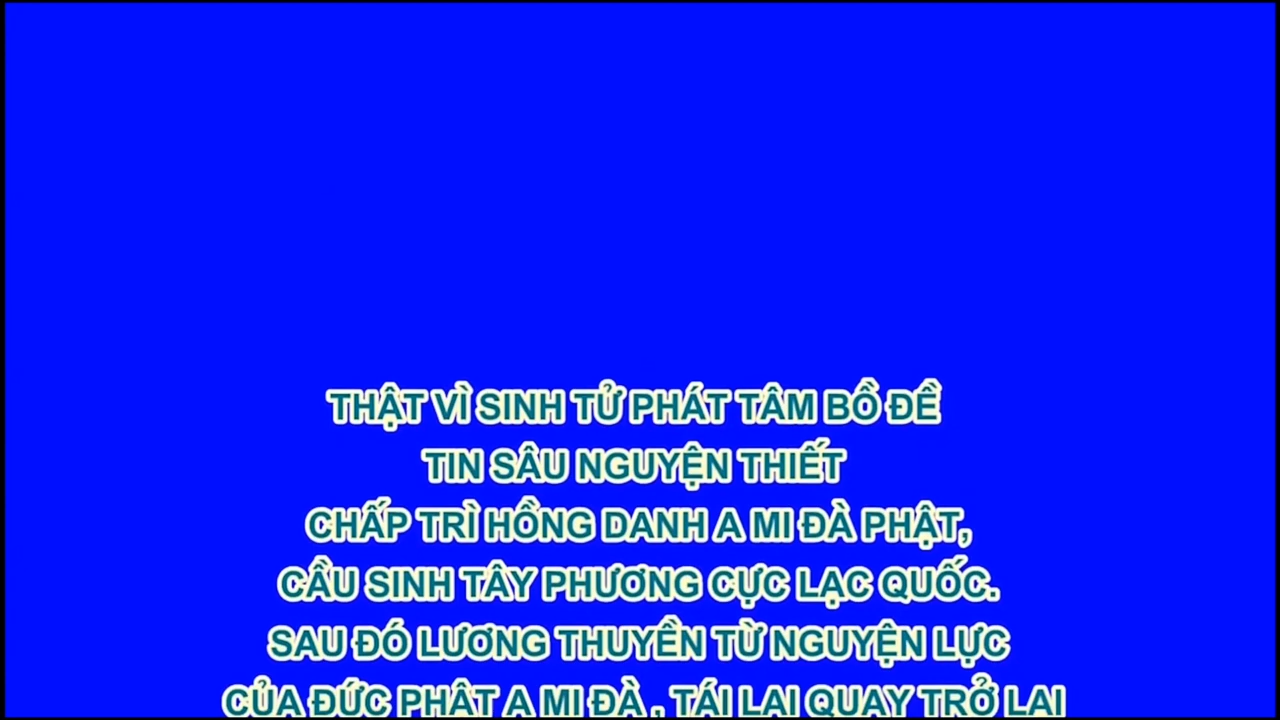 THẬT VÌ SINH TỬ PHÁT TÂM BỒ ĐỀ
TIN SÂU NGUYỆN THIẾT
CHẤP TRÌ HỒNG DANH A MI ĐÀ PHẬT,
CẦU SINH TÂY PHƯƠNG CỰC LẠC QUỐC.
SAU ĐÓ LƯƠNG THUYỀN TỪ NGUYỆN LỰC
CỦA ĐỨC PHẬT A MI ĐÀ , TÁI LAI QUAY TRỞ LẠI